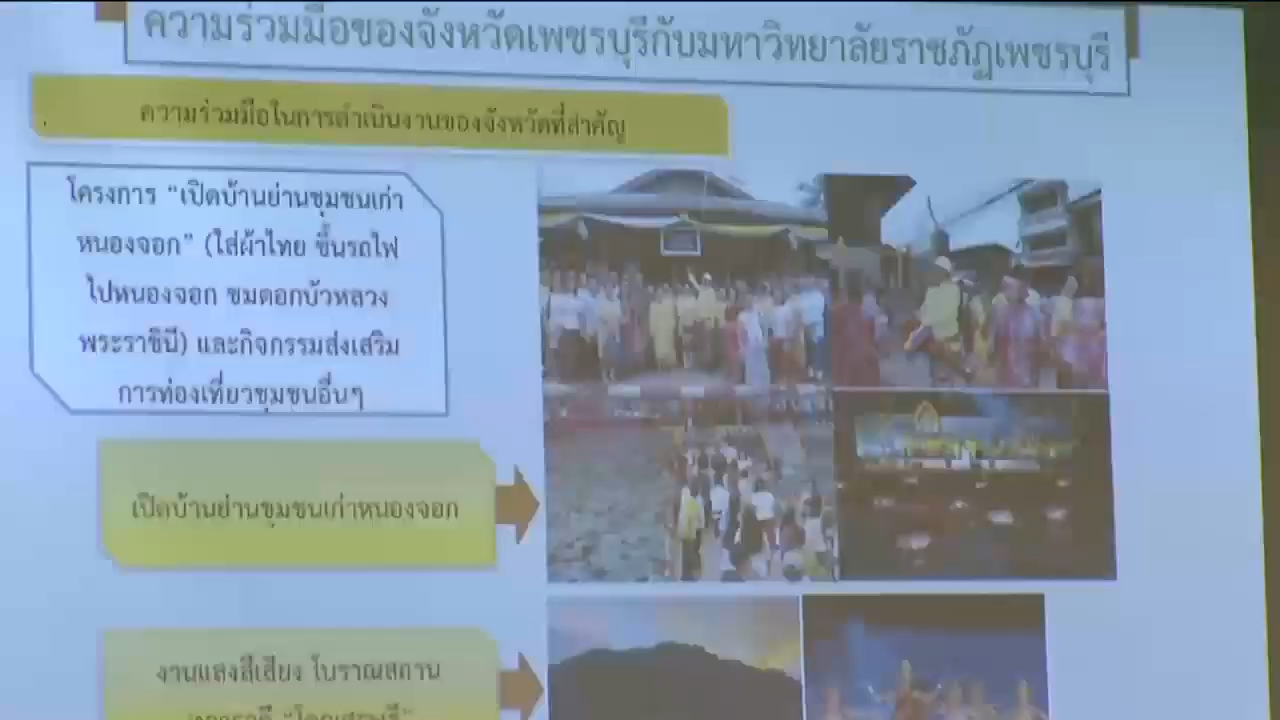 ความร่วมมือของจังหวัดเพชรบุรีกับมหาวิทยาลัยราชภัฏเพชรบุรี
ความร่วมมือในการดำเนินงานของจังหวัดที่สำคัญ
โครงการ “เปิดบ้านย่านชุมชนเก่า
หนองจอก” (ใส่ผ้าไทย ขึ้นรถไฟ
ไปหนองจอก ชมดอกบัวหลวง
พระราชินี) และกิจกรรมส่งเสริม
การท่องเที่ยวชุมชนอื่นๆ
เปิดบ้านย่านชุมชนเก่าหนองจอก
งานแสงสีเสียง โบราณสถาน